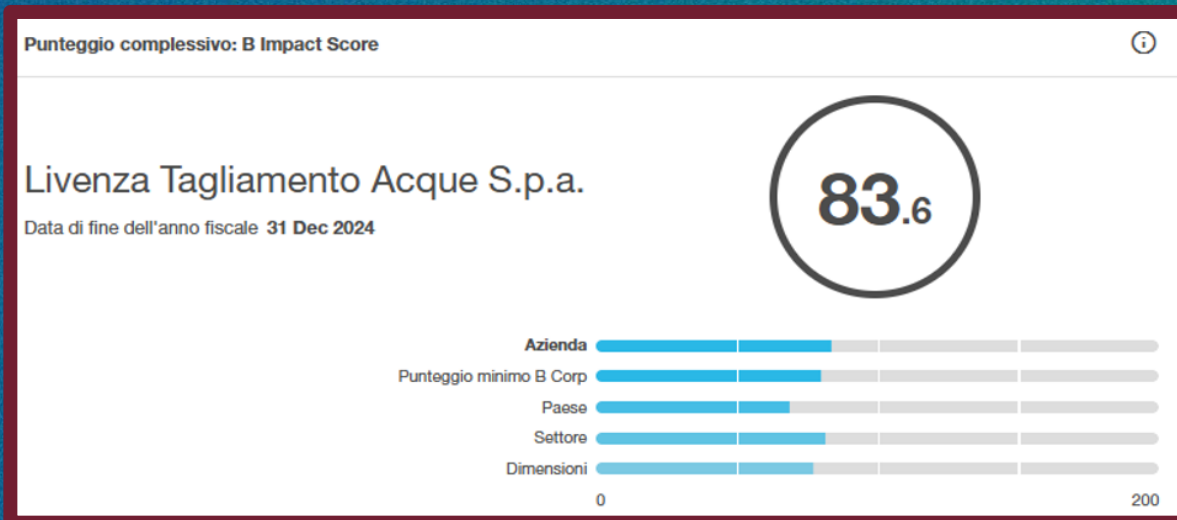 Punteggio complessivo: B Impact Score
Livenza Tagliamento Acque S.p.a.
Data di fine dell'anno fiscale 31 Dec 2024
83.6
Azienda
Punteggio minimo B Corp
Paese
Settore
Dimensioni
0 200